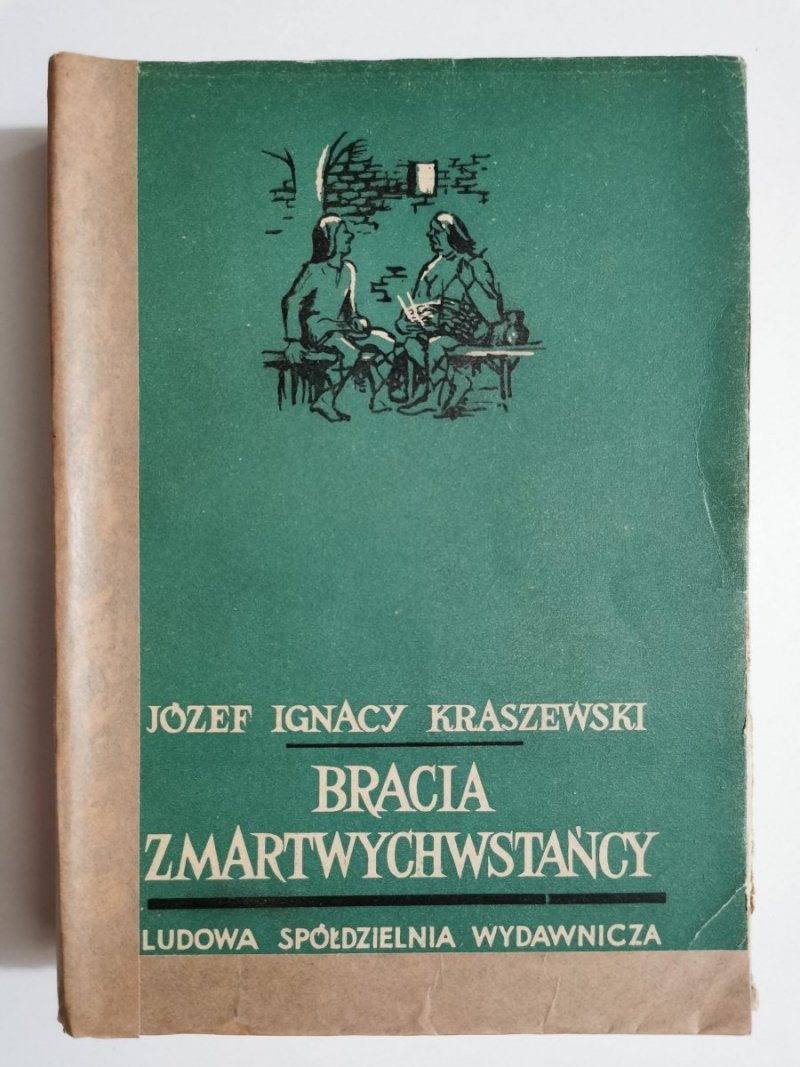 JÓZEF IGNACY KRASZEWSKI
BRACIA
ZMARTWYCHWSTAŃCY
LUDOWA SPÓŁDZIELNIA WYDAWNICZA